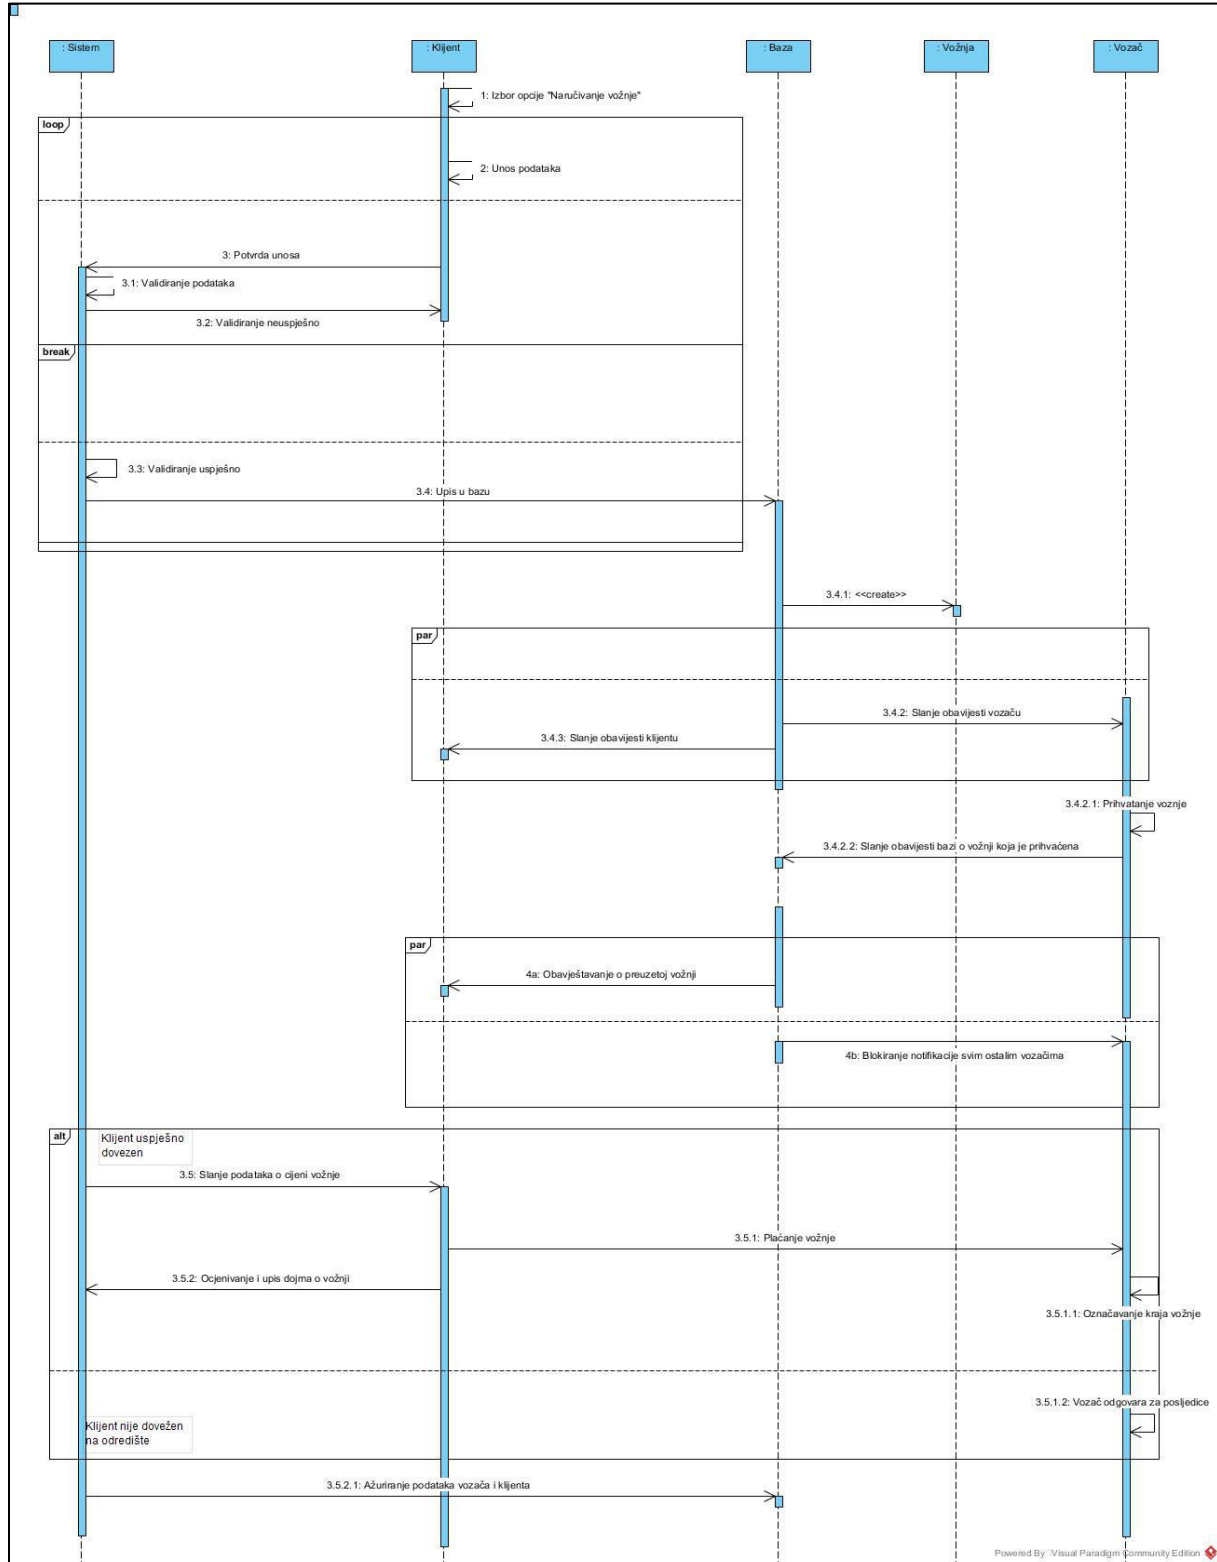 : Sistem
: Klijent
: Baza
: Vožnja
: Vozač
1: Izbor opcije "Naručivanje vožnje"
loop
2: Unos podataka
3: Potvrda unosa
3.1: Validiranje podataka
3.2: Validiranje neuspješno
break
3.3: Validiranje uspješno
3.4: Upis u bazu
3.4.1: <<create>>
par
3.4.2: Slanje obavijesti vozaču
3.4.3: Slanje obavijesti klijentu
3.4.2.1: Prihvatanje voznje
3.4.2.2: Slanje obavijesti bazi o vožnji koja je prihvaćena
par
4a: Obavještavanje o preuzetoj vožnji
4b: Blokiranje notifikacije svim ostalim vozačima
alt
Klijent uspješno
dovezen
3.5: Slanje podataka o cijeni vožnje
3.5.1: Plaćanje vožnje
3.5.2: Ocjenivanje i upis dojma o vožnji
3.5.1.1: Označavanje kraja vožnje
3.5.1.2: Vozač odgovara za posljedice
Klijent nije dovežen
na odredište
3.5.2.1: Ažuriranje podataka vozača i klijenta
Powered By Visual Paradigm Community Edition